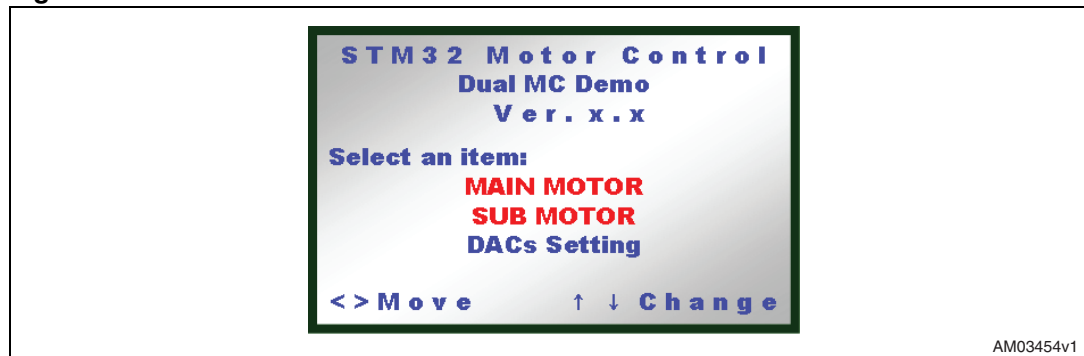 STM32 Motor Control
Dual MC Demo
Ver. x.x
Select an item:
MAIN MOTOR
SUB MOTOR
DACs Setting
<>Move ↑ ↓ Change
AM03454v1